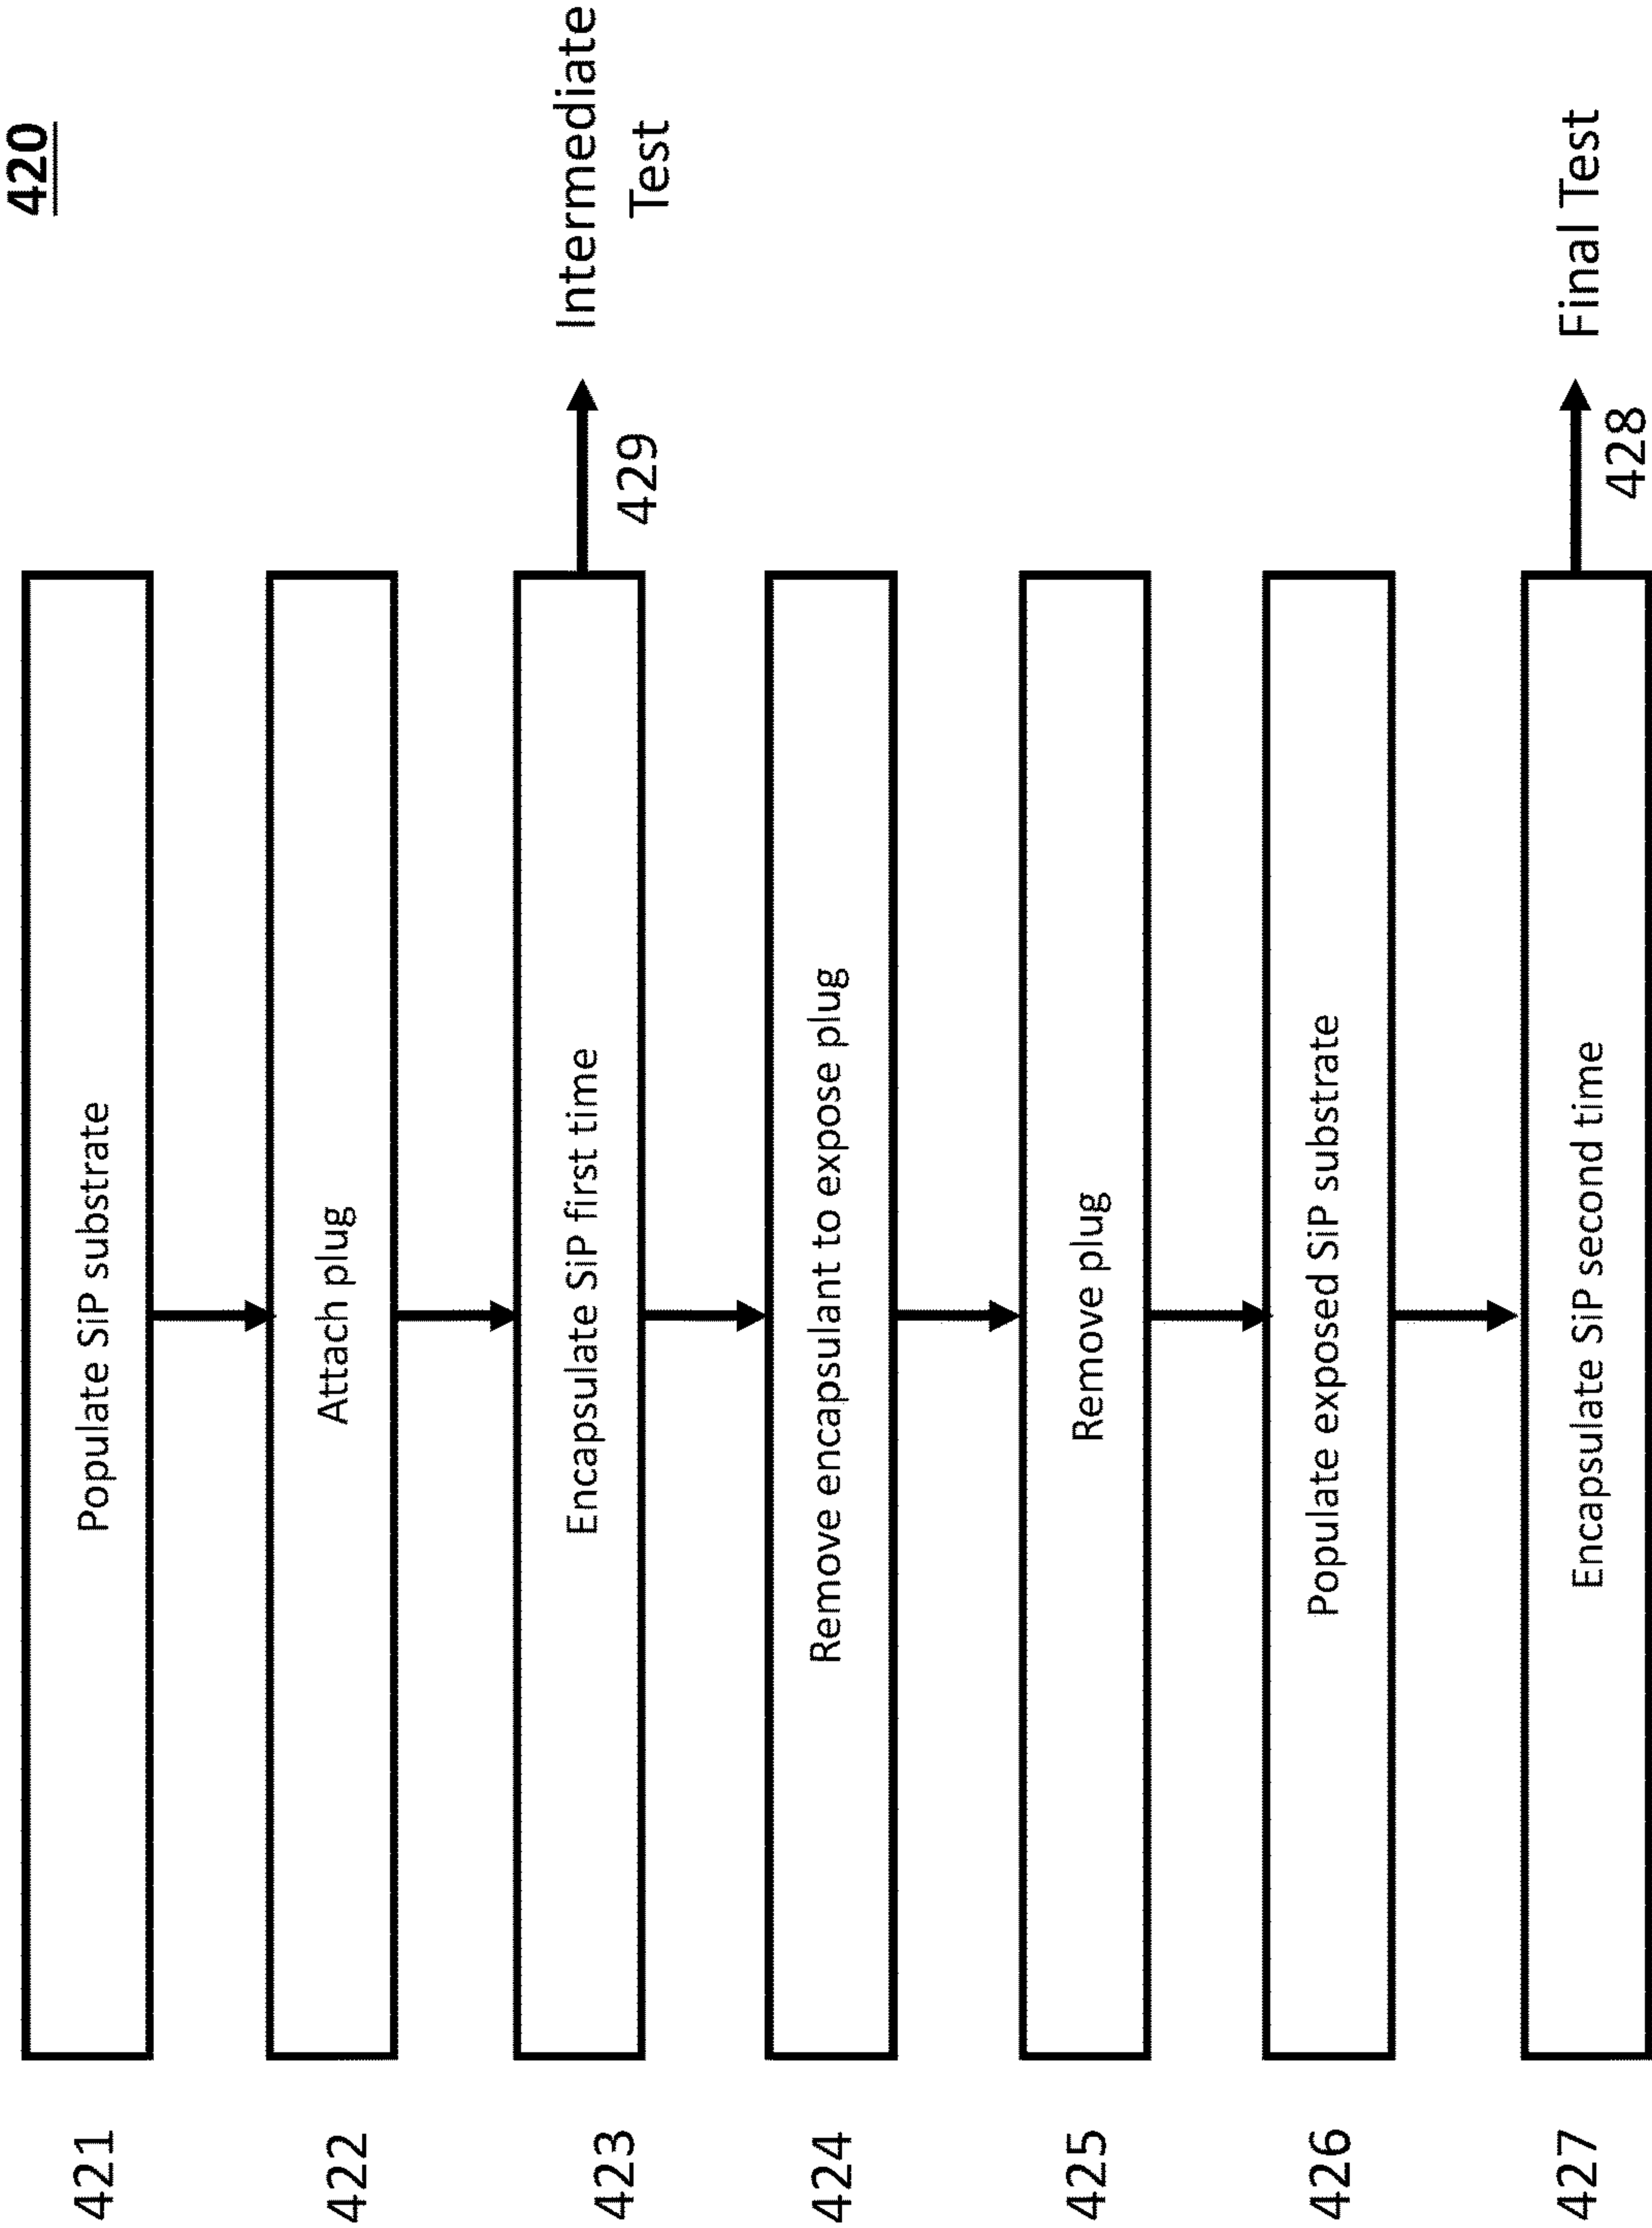 420
421
Populate SiP substrate
422
Attach plug
423
Encapsulate SiP first time
429
Intermediate
Test
424
Remove encapsulant to expose plug
425
Remove plug
426
Populate exposed SiP substrate
427
Encapsulate SiP second time
428
Final Test